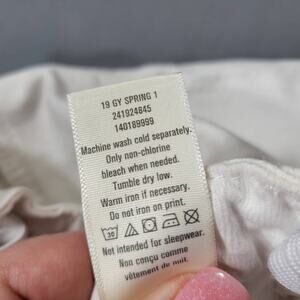 19 GY SPRING 1
241924845
140189999
Machine wash cold separately.
Only non-chlorine
bleach when needed.
Tumble dry low.
Warm iron if necessary.
Do not iron on print.
30
Not intended for sleepwear.
Non conçu comme
vêtement de nuit.